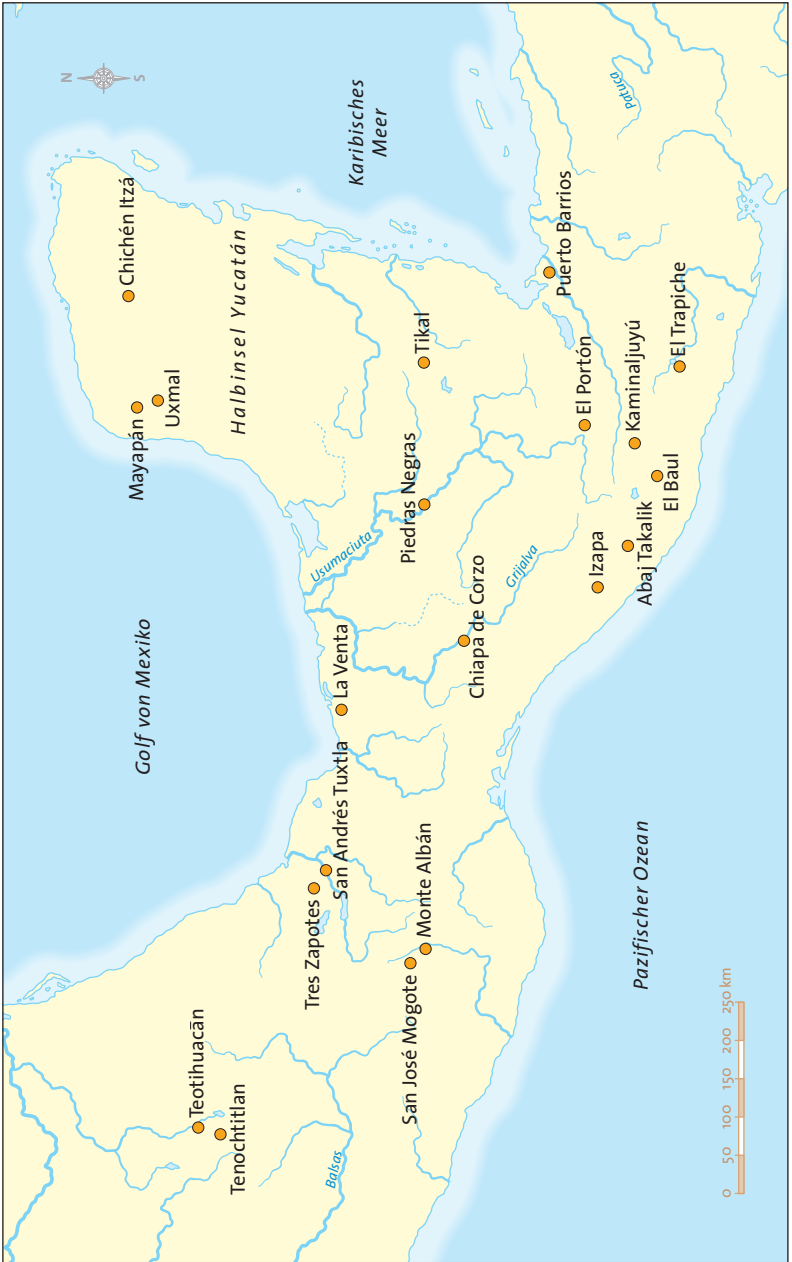 N
S
Golf von Mexiko
Karibisches
Meer
Halbinsel Yucatán
Chichén Itzá
Mayapán
Uxmal
Teotihuacān
Tenochtitlan
Tres Zapotes
San Andrés Tuxtla
La Venta
Usumaciuta
Piedras Negras
Tikal
Balsas
San José Mogote
Monte Albán
Chiapa de Corzo
Grijalva
Puerto Barrios
Patuca
El Portón
Izapa
Abaj Takalik
Kaminaljuyú
El Baul
El Trapiche
Pazifischer Ozean
0 50 100 150 200 250 km